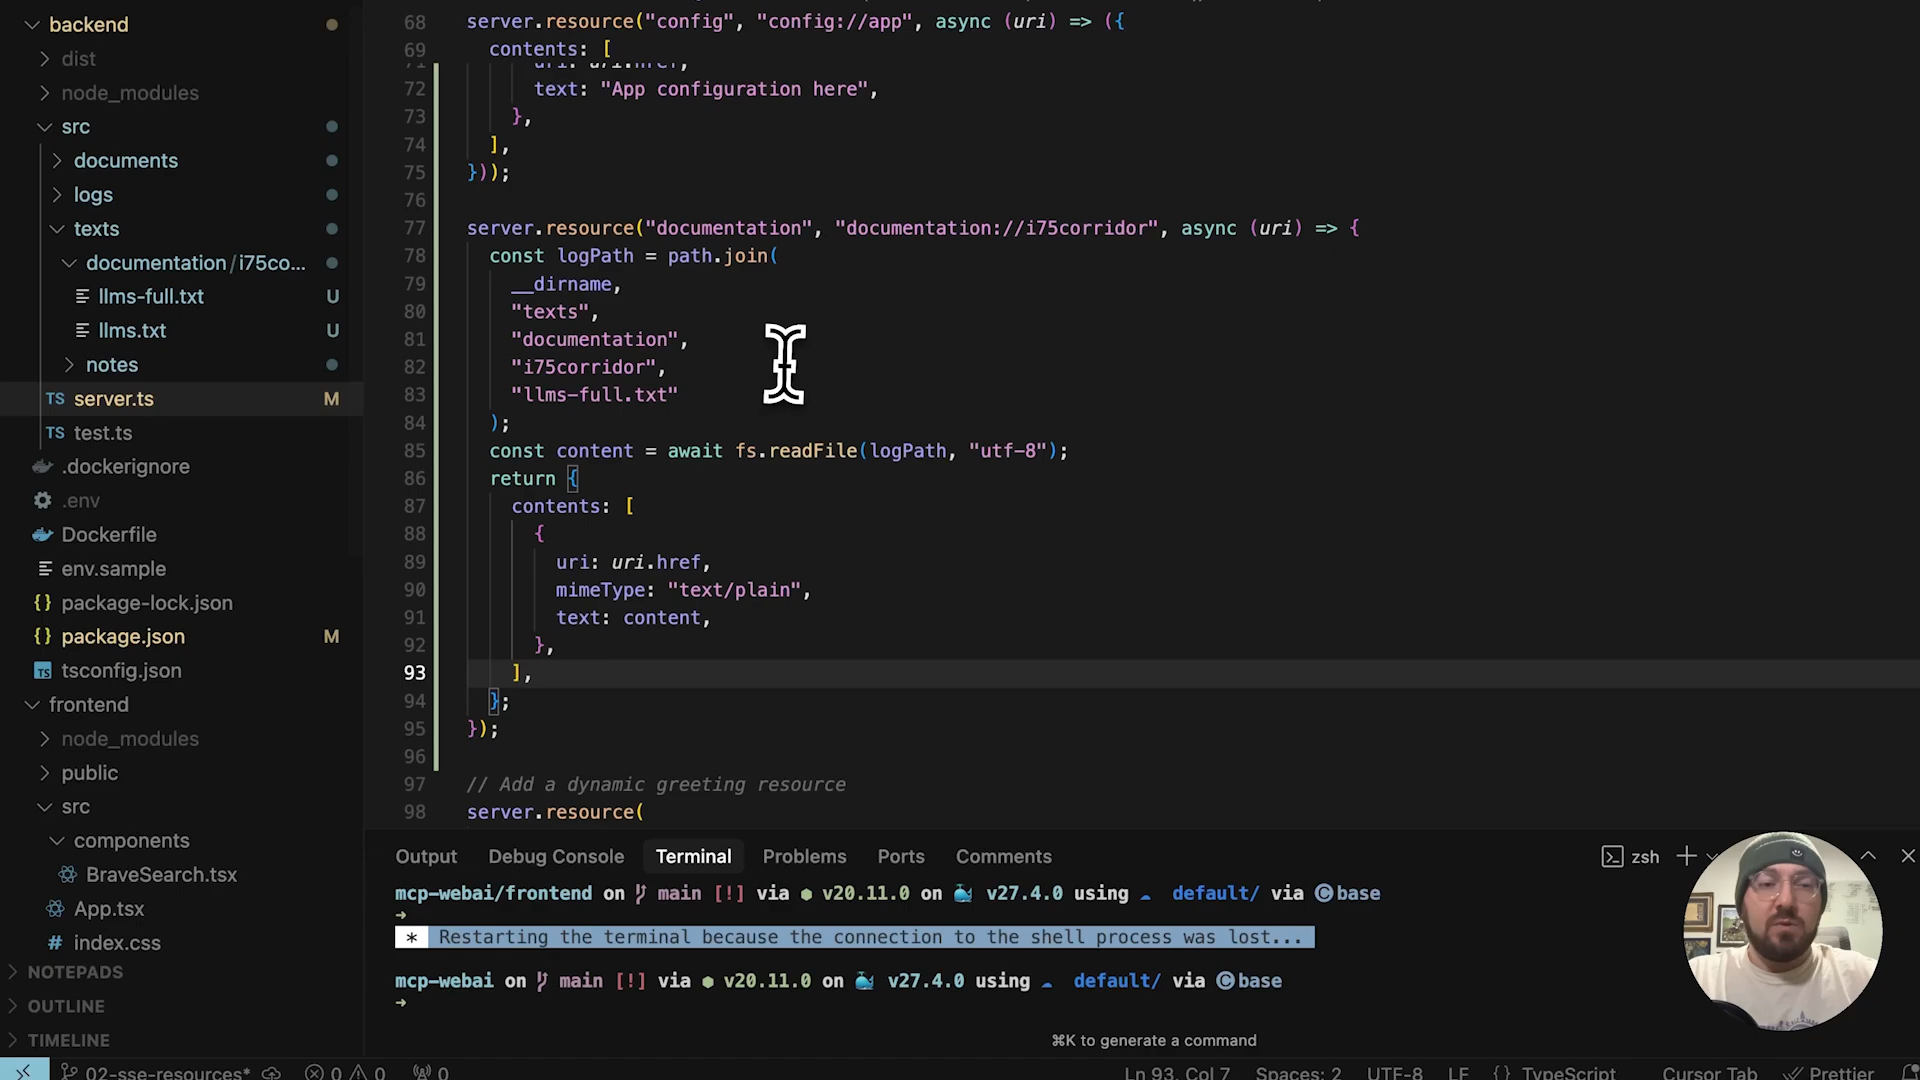 backend
dist
node_modules
src
documents
logs
texts
documentation/i75co...
llms-full.txt U
llms.txt U
notes
TS server.ts M
TS test.ts
.dockerignore
.env
Dockerfile
env.sample
{} package-lock.json
{} package.json M
TS tsconfig.json
frontend
node_modules
public
src
components
BraveSearch.tsx
App.tsx
# index.css
NOTEPADS
OUTLINE
TIMELINE
68 server.resource("config", "config://app", async (uri) => ({
69 contents: [
71 uri: uri.href,
72 text: "App configuration here",
73 },
74 ],
75 }));
76
77 server.resource("documentation", "documentation://i75corridor", async (uri) => {
78 const logPath = path.join(
79 __dirname,
80 "texts",
81 "documentation",
82 "i75corridor",
83 "llms-full.txt"
84 );
85 const content = await fs.readFile(logPath, "utf-8");
86 return {
87 contents: [
88 {
89 uri: uri.href,
90 mimeType: "text/plain",
91 text: content,
92 },
93 ],
94 };
95 });
96
97 // Add a dynamic greeting resource
98 server.resource(
Output Debug Console Terminal Problems Ports Comments zsh
mcp-webai/frontend on main [!] via v20.11.0 on v27.4.0 using default/ via base
→
* Restarting the terminal because the connection to the shell process was lost...
mcp-webai on main [!] via v20.11.0 on v27.4.0 using default/ via base
→
⌘K to generate a command
02-sse-resources* 0 0 0 Ln 93, Col 7 Spaces: 2 UTF-8 LF {} TypeScript Cursor Tab Prettier